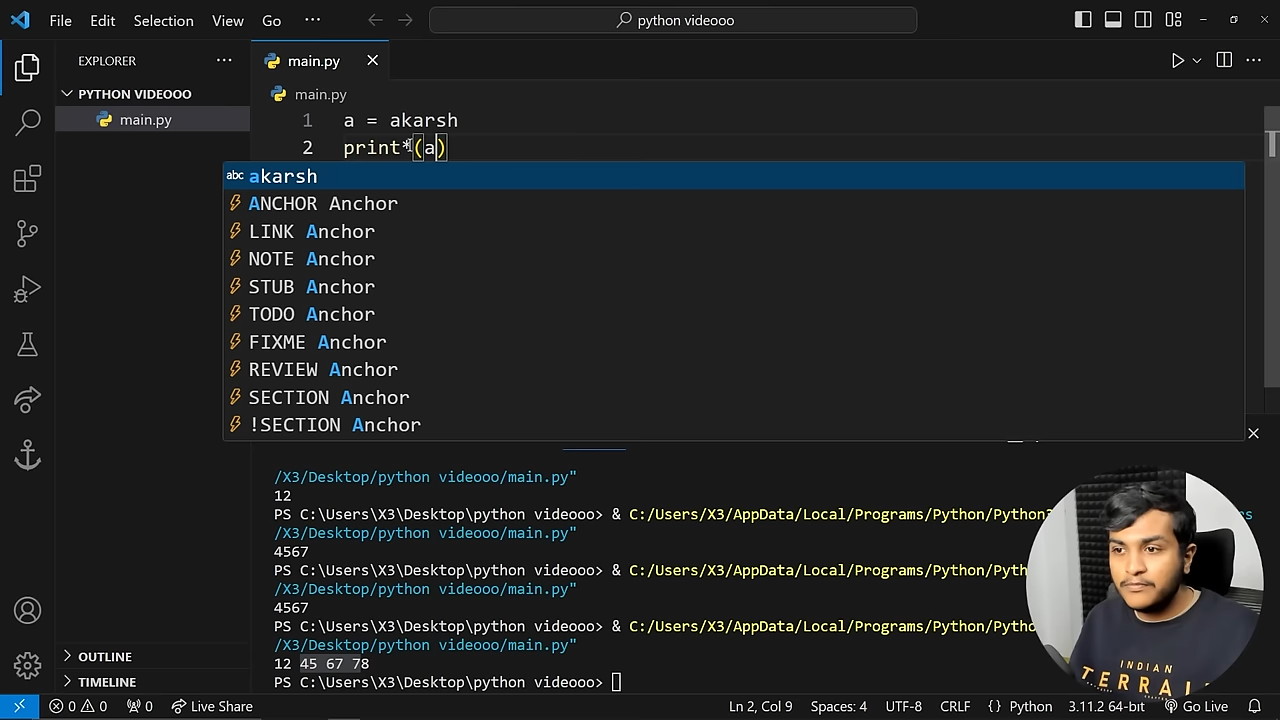 File Edit Selection View Go ··· python videooo
EXPLORER ···
main.py
PYTHON VIDEOOO
main.py
main.py
1 a = akarsh
2 print*(a)
abc akarsh
ANCHOR Anchor
LINK Anchor
NOTE Anchor
STUB Anchor
TODO Anchor
FIXME Anchor
REVIEW Anchor
SECTION Anchor
!SECTION Anchor
/X3/Desktop/python videooo/main.py"
12
PS C:\Users\X3\Desktop\python videooo> & C:/Users/X3/AppData/Local/Programs/Python/Python3
/X3/Desktop/python videooo/main.py"
4567
PS C:\Users\X3\Desktop\python videooo> & C:/Users/X3/AppData/Local/Programs/Python/Pyth
/X3/Desktop/python videooo/main.py"
4567
PS C:\Users\X3\Desktop\python videooo> & C:/Users/X3/AppData/Local/Programs/Python/Pytho
/X3/Desktop/python videooo/main.py"
12 45 67 78
PS C:\Users\X3\Desktop\python videooo>
INDIAN
TERRAI
OUTLINE
TIMELINE
0 0 0 Live Share Ln 2, Col 9 Spaces: 4 UTF-8 CRLF {} Python 3.11.2 64-bit Go Live